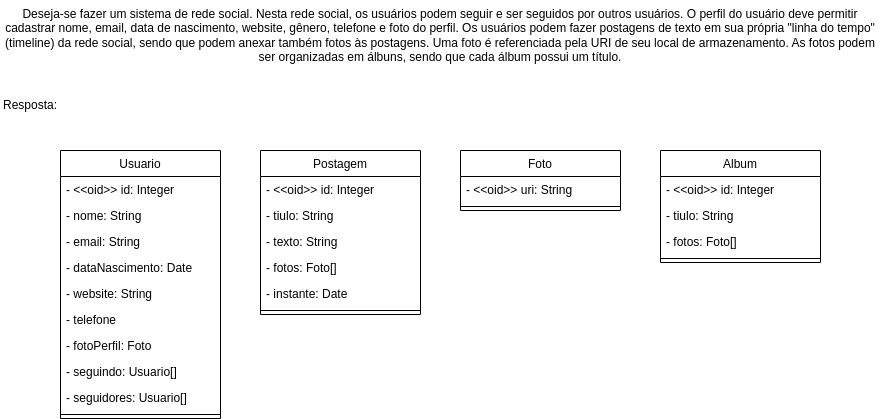 Deseja-se fazer um sistema de rede social. Nesta rede social, os usuários podem seguir e ser seguidos por outros usuários. O perfil do usuário deve permitir
cadastrar nome, email, data de nascimento, website, gênero, telefone e foto do perfil. Os usuários podem fazer postagens de texto em sua própria "linha do tempo"
(timeline) da rede social, sendo que podem anexar também fotos às postagens. Uma foto é referenciada pela URI de seu local de armazenamento. As fotos podem
ser organizadas em álbuns, sendo que cada álbum possui um título.
Resposta:
Usuario
- <<oid>> id: Integer
- nome: String
- email: String
- dataNascimento: Date
- website: String
- telefone
- fotoPerfil: Foto
- seguindo: Usuario[]
- seguidores: Usuario[]
Postagem
- <<oid>> id: Integer
- tiulo: String
- texto: String
- fotos: Foto[]
- instante: Date
Foto
- <<oid>> uri: String
Album
- <<oid>> id: Integer
- tiulo: String
- fotos: Foto[]